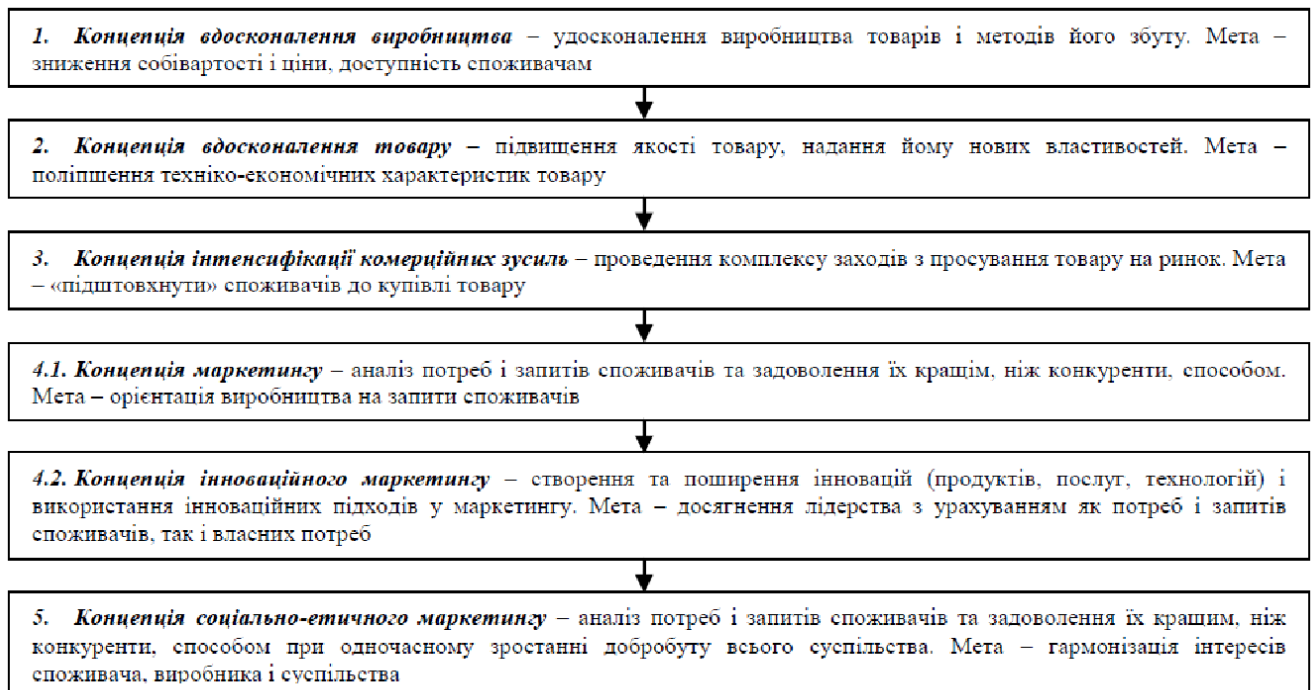 1. Концепція вдосконалення виробництва – удосконалення виробництва товарів і методів його збуту. Мета –
зниження собівартості і ціни, доступність споживачам
2. Концепція вдосконалення товару – підвищення якості товару, надання йому нових властивостей. Мета –
поліпшення техніко-економічних характеристик товару
3. Концепція інтенсифікації комерційних зусиль – проведення комплексу заходів з просування товару на ринок. Мета
– «підштовхнути» споживачів до купівлі товару
4.1. Концепція маркетингу – аналіз потреб і запитів споживачів та задоволення їх кращім, ніж конкуренти, способом.
Мета – орієнтація виробництва на запити споживачів
4.2. Концепція інноваційного маркетингу – створення та поширення інновацій (продуктів, послуг, технологій) і
використання інноваційних підходів у маркетингу. Мета – досягнення лідерства з урахуванням як потреб і запитів
споживачів, так і власних потреб
5. Концепція соціально-етичного маркетингу – аналіз потреб і запитів споживачів та задоволення їх кращим, ніж
конкуренти, способом при одночасному зростанні добробуту всього суспільства. Мета – гармонізація інтересів
споживача, виробника і суспільства